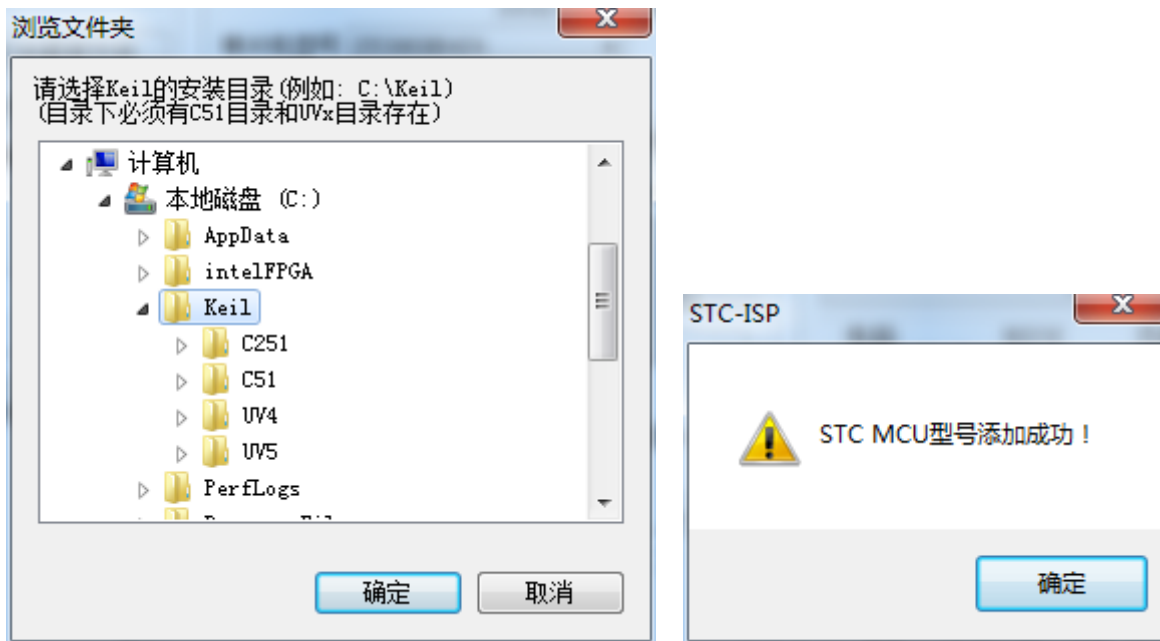 浏览文件夹
请选择Keil的安装目录(例如: C:\Keil)
(目录下必须有C51目录和UVx目录存在)
计算机
本地磁盘 (C:)
AppData
intelFPGA
Keil
C251
C51
UV4
UV5
PerfLogs
确定
取消
STC-ISP
STC MCU型号添加成功！
确定